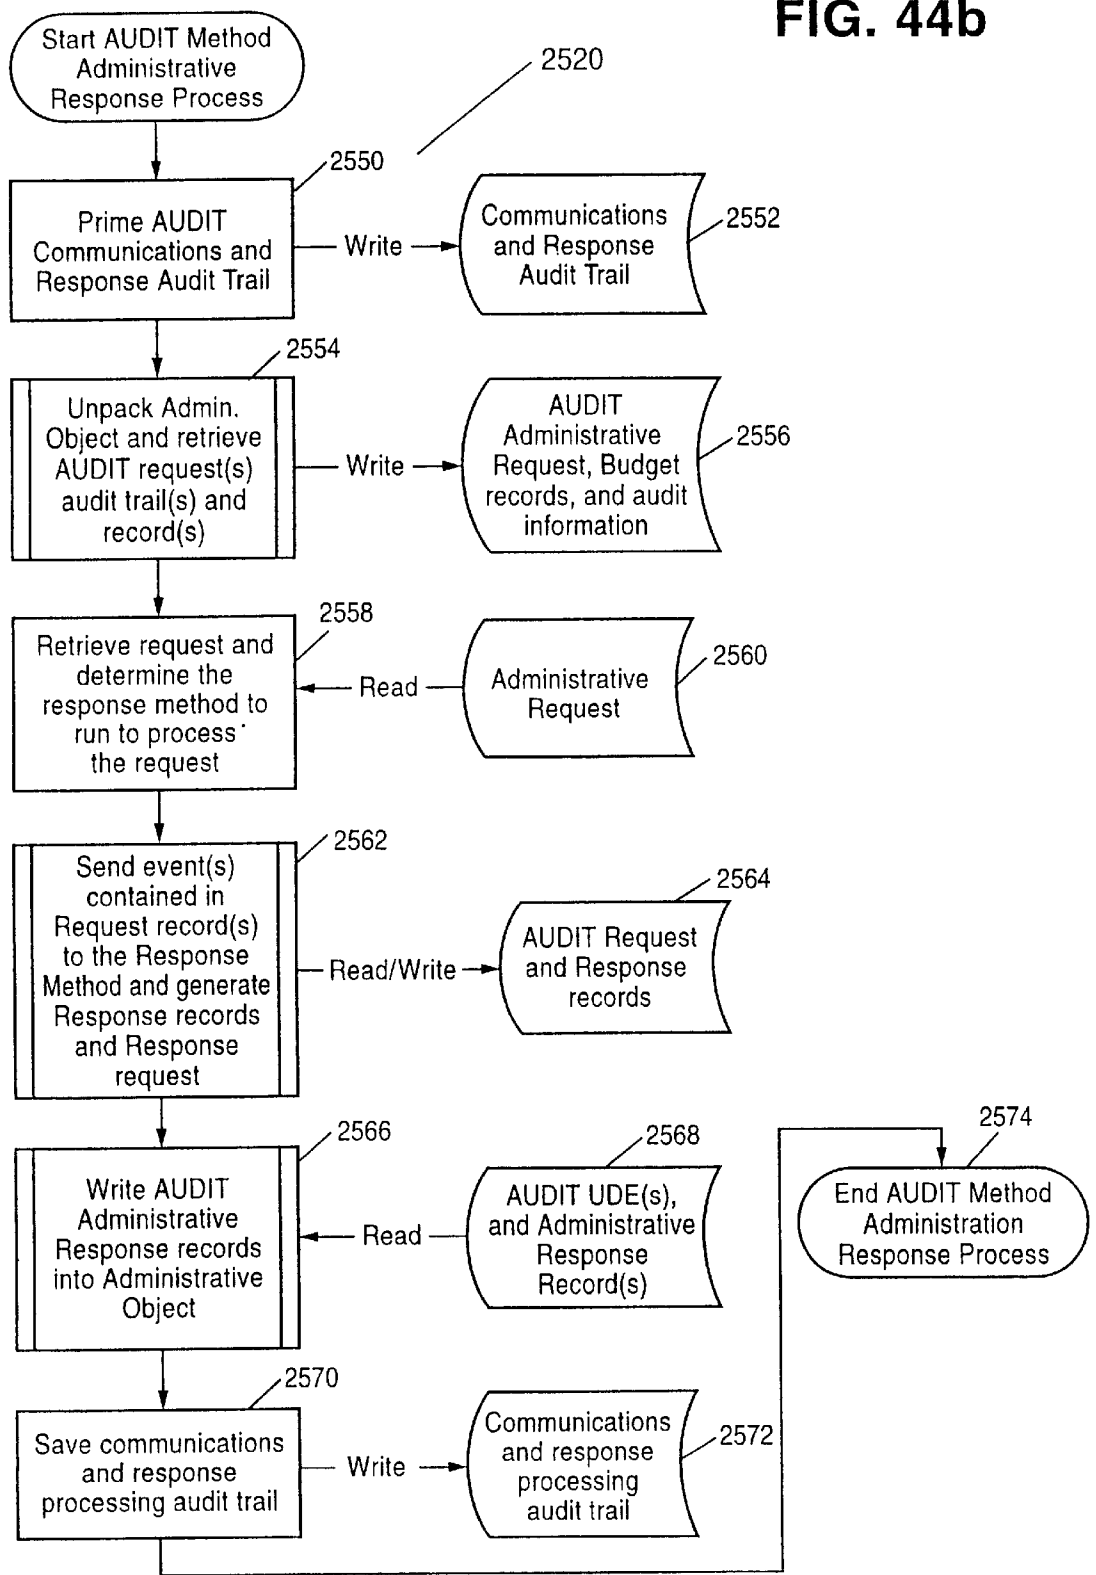 FIG. 44b
Start AUDIT Method
Administrative
Response Process
2520
2550
Prime AUDIT
Communications and
Response Audit Trail
Write
Communications
and Response
Audit Trail
2552
2554
Unpack Admin.
Object and retrieve
AUDIT request(s)
audit trail(s) and
record(s)
Write
AUDIT
Administrative
Request, Budget
records, and audit
information
2556
2558
Retrieve request and
determine the
response method to
run to process
the request
Read
Administrative
Request
2560
2562
Send event(s)
contained in
Request record(s)
to the Response
Method and generate
Response records
and Response
request
Read/Write
AUDIT Request
and Response
records
2564
2566
Write AUDIT
Administrative
Response records
into Administrative
Object
Read
AUDIT UDE(s),
and Administrative
Response
Record(s)
2568
2570
Save communications
and response
processing audit trail
Write
Communications
and response
processing
audit trail
2572
2574
End AUDIT Method
Administration
Response Process